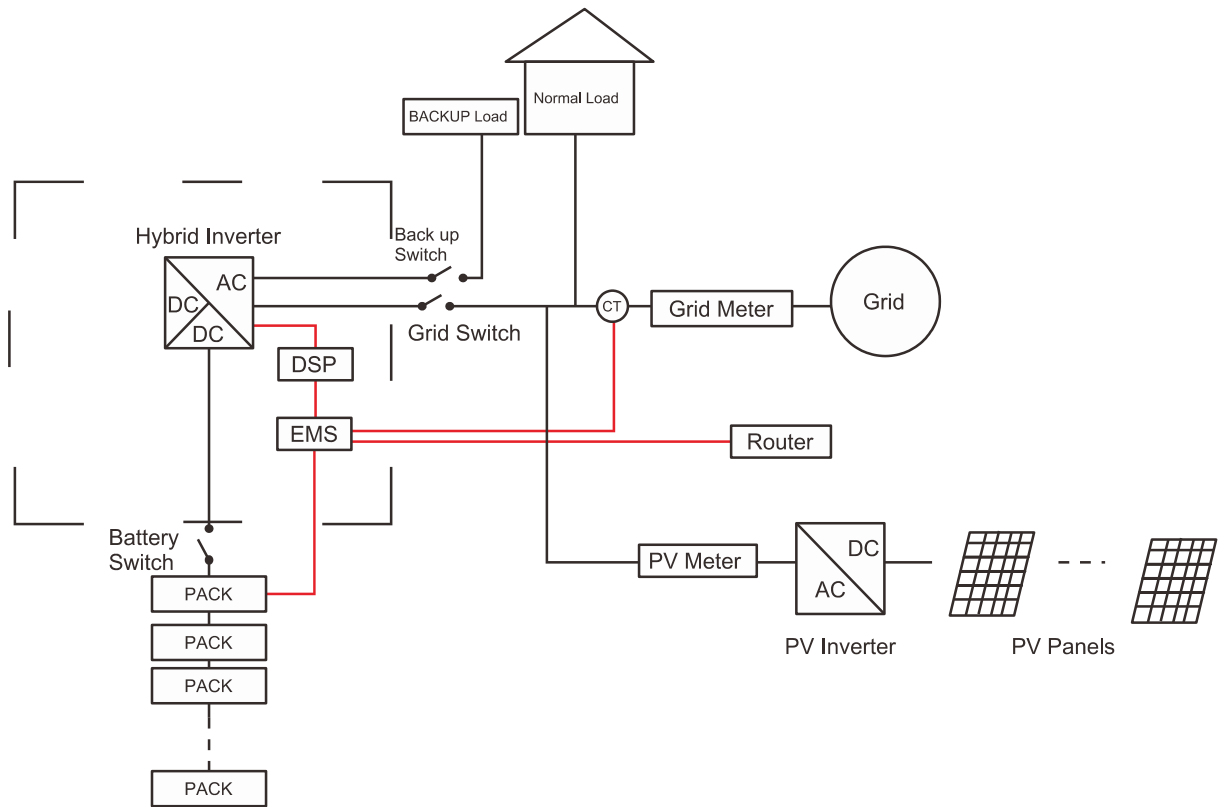 Normal Load
BACKUP Load
Hybrid Inverter
Back up
Switch
AC
DC
DC
Grid Switch
CT
Grid Meter
Grid
DSP
EMS
Router
Battery
Switch
PACK
PACK
PACK
PACK
PV Meter
DC
AC
PV Inverter
PV Panels